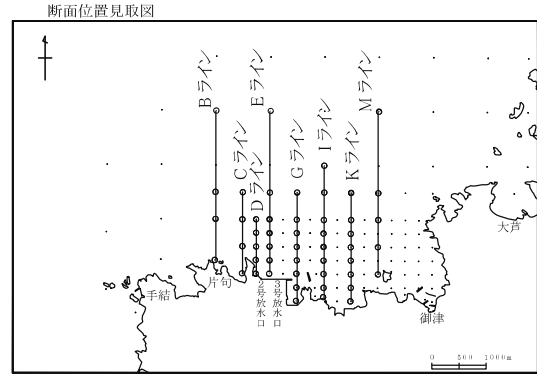 断面位置見取図
Bライン
Cライン
Dライン
Eライン
Gライン
Iライン
Kライン
Mライン
大芦
片句
手結
2号放水口
3号放水口
御津
0 500 1000m